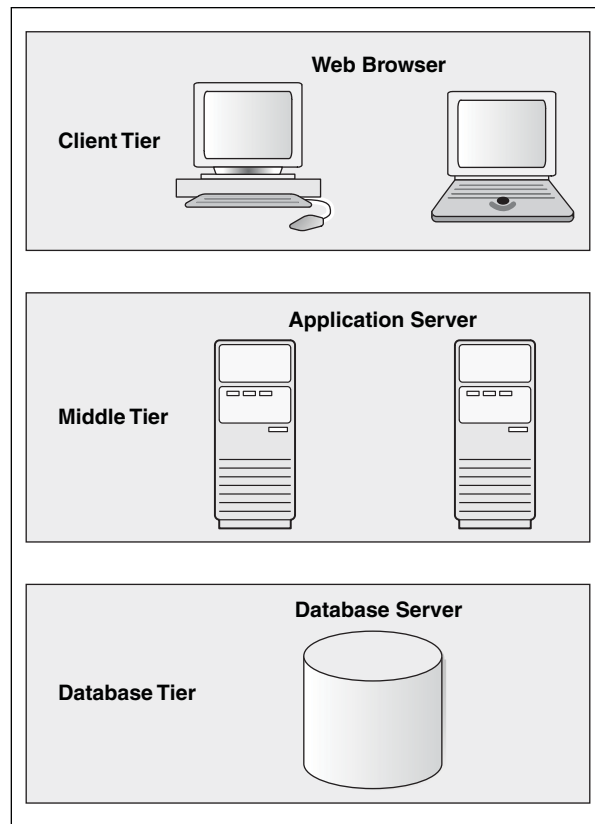 Web Browser
Client Tier
Application Server
Middle Tier
Database Server
Database Tier